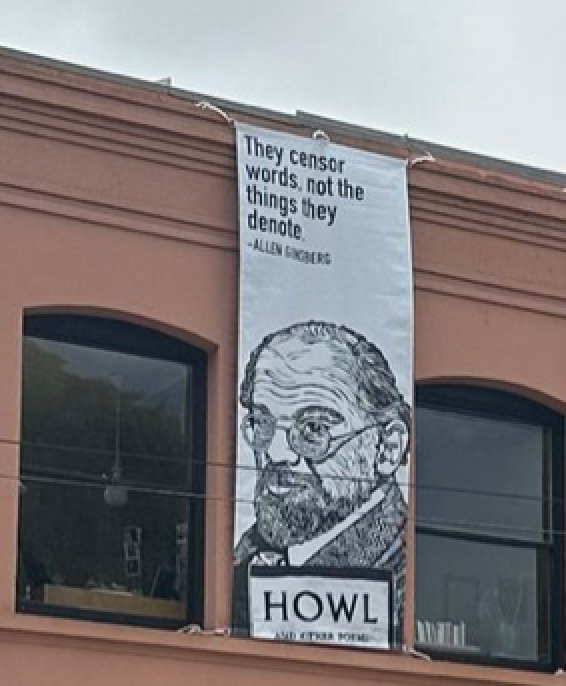 They censor
words, not the
things they
denote.
-ALLEN GINSBERG
HOWL
AND OTHER POEMS